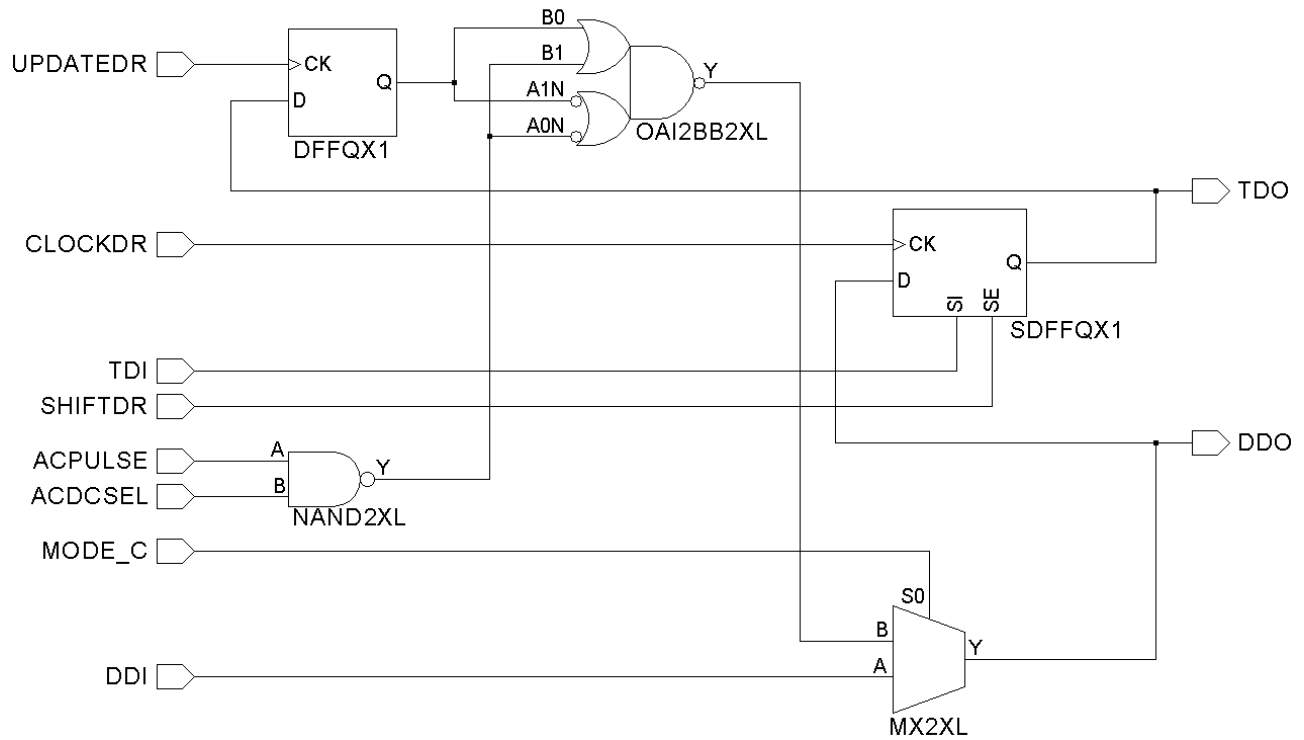 B0
UPDATEDR
CK
B1
Y
Q
D
A1N
A0N
OAI2BB2XL
DFFQX1
TDO
CLOCKDR
CK
Q
D
SI
SE
SDFFQX1
TDI
SHIFTDR
ACPULSE
A
Y
DDO
ACDCSEL
B
NAND2XL
MODE_C
S0
B
Y
DDI
A
MX2XL